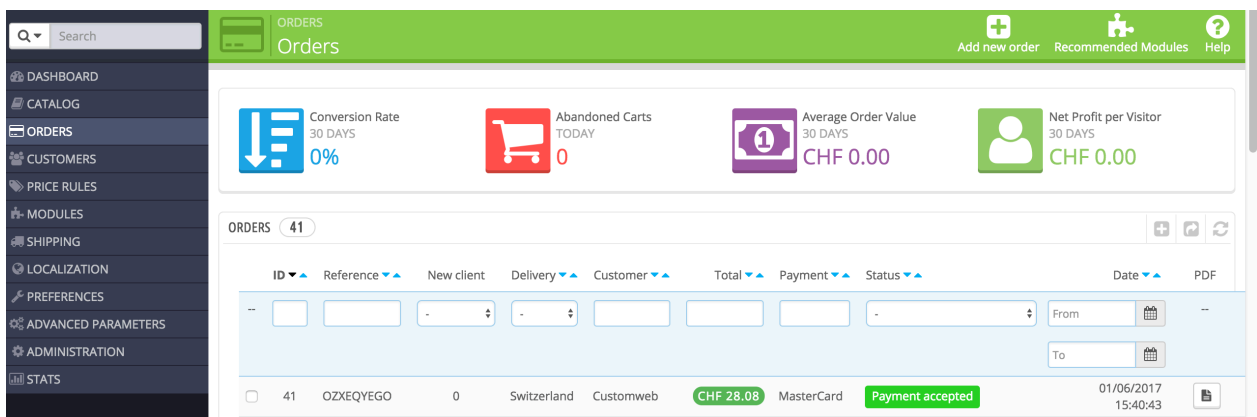 Search
DASHBOARD
CATALOG
ORDERS
CUSTOMERS
PRICE RULES
MODULES
SHIPPING
LOCALIZATION
PREFERENCES
ADVANCED PARAMETERS
ADMINISTRATION
STATS
ORDERS
Orders
Add new order Recommended Modules Help
Conversion Rate
30 DAYS
0%
Abandoned Carts
TODAY
0
1
Average Order Value
30 DAYS
CHF 0.00
Net Profit per Visitor
30 DAYS
CHF 0.00
ORDERS 41
ID Reference New client Delivery Customer Total Payment Status Date PDF
-- - - - From --
To
41 OZXEQYEGO 0 Switzerland Customweb CHF 28.08 MasterCard Payment accepted 01/06/2017
15:40:43